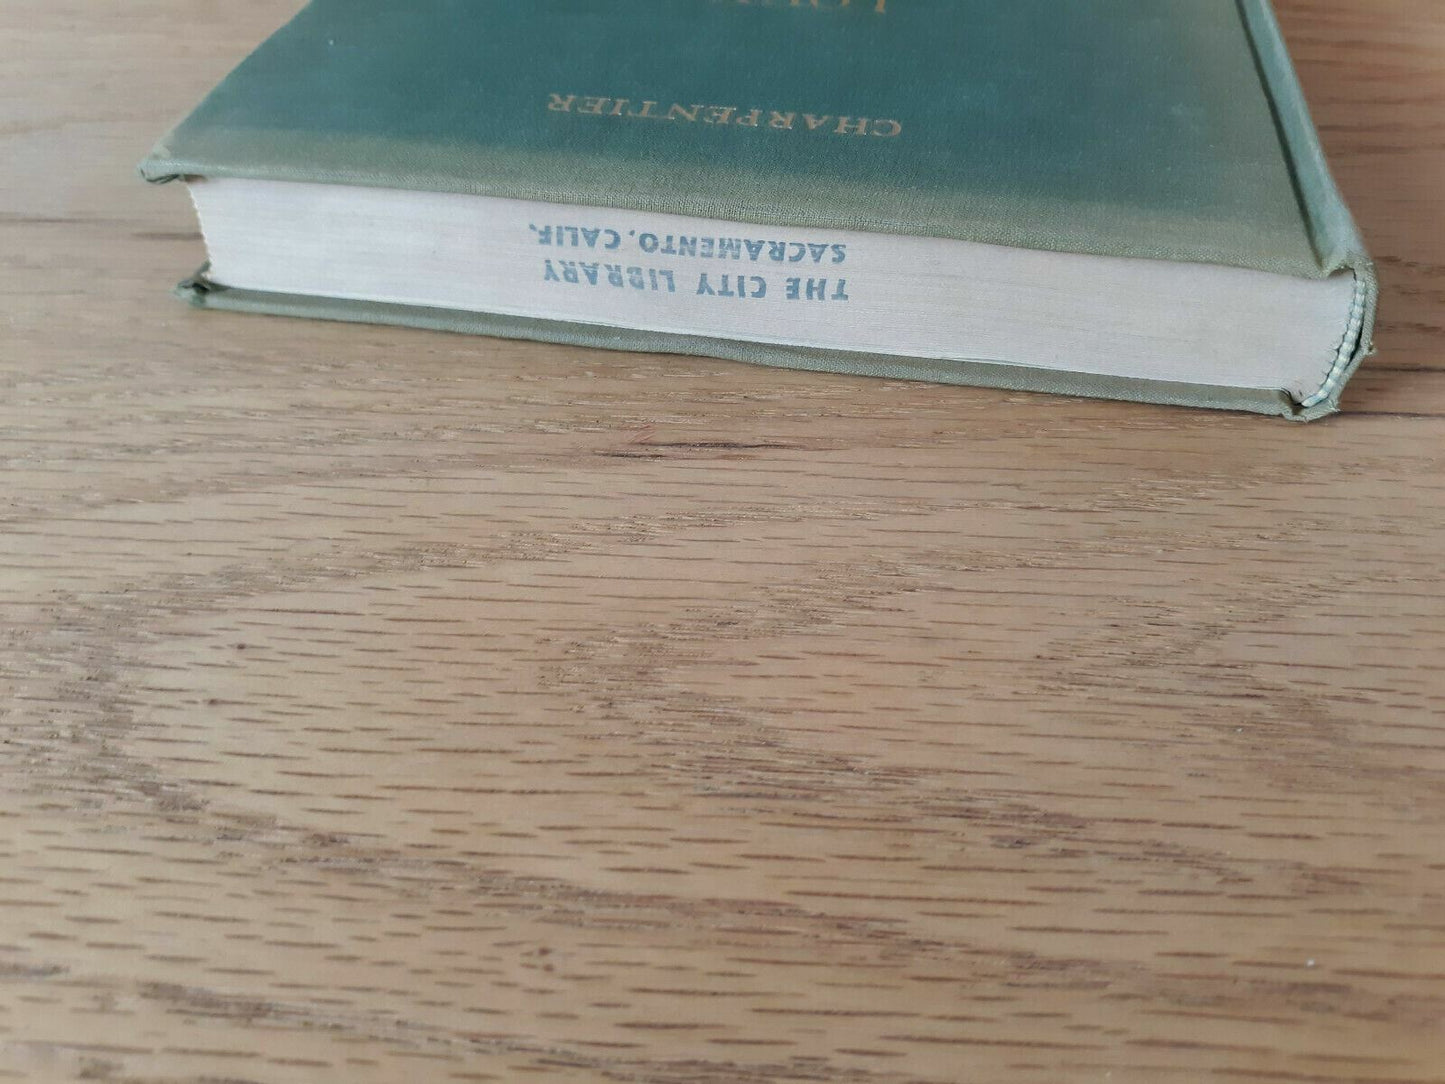 CHARPENTIER
THE CITY LIBRARY
SACRAMENTO, CALIF.